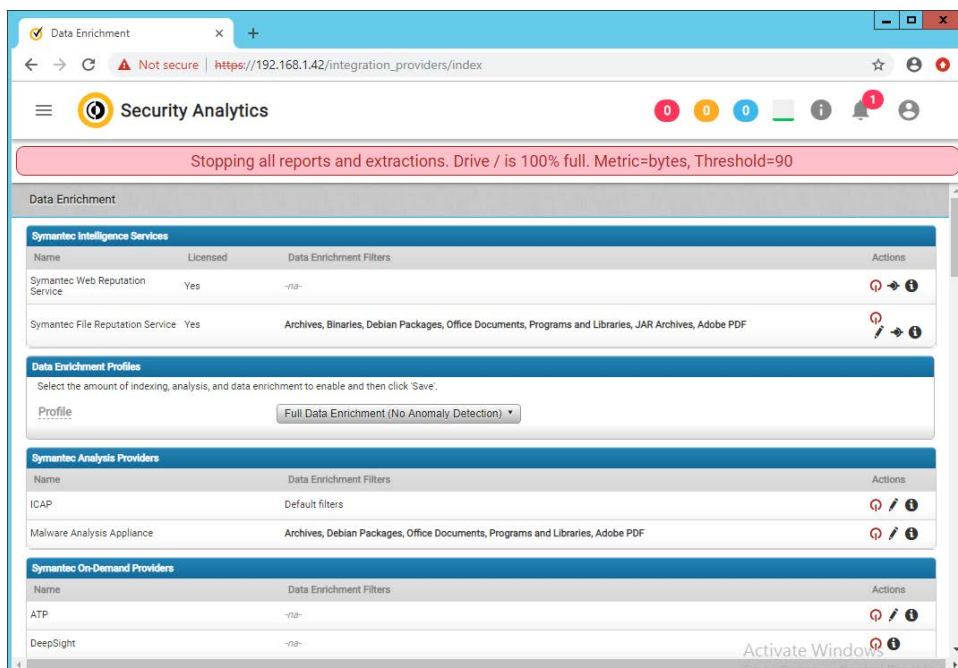 Data Enrichment
Not secure | https://192.168.1.42/integration_providers/index
Security Analytics
0 0 0 1
Stopping all reports and extractions. Drive / is 100% full. Metric=bytes, Threshold=90
Data Enrichment
Symantec Intelligence Services
Name Licensed Data Enrichment Filters Actions
Symantec Web Reputation
Service Yes -na-
Symantec File Reputation Service Yes Archives, Binaries, Debian Packages, Office Documents, Programs and Libraries, JAR Archives, Adobe PDF
Data Enrichment Profiles
Select the amount of indexing, analysis, and data enrichment to enable and then click 'Save'.
Profile Full Data Enrichment (No Anomaly Detection)
Symantec Analysis Providers
Name Data Enrichment Filters Actions
ICAP Default filters
Malware Analysis Appliance Archives, Debian Packages, Office Documents, Programs and Libraries, Adobe PDF
Symantec On-Demand Providers
Name Data Enrichment Filters Actions
ATP -na-
DeepSight -na-
Activate Windows